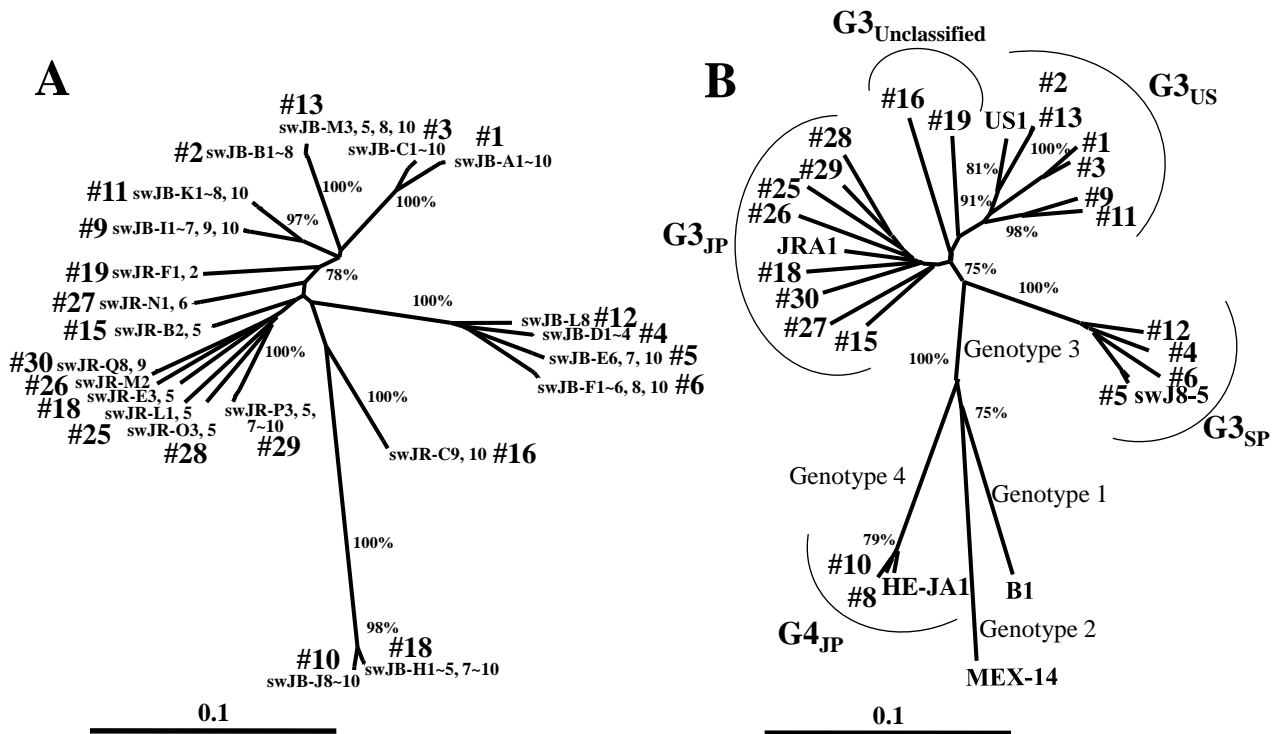 A
#13
swJB-M3, 5, 8, 10 #3
#1
#2 swJB-B1~8
swJB-C1~10
swJB-A1~10
#11 swJB-K1~8, 10
100%
100%
97%
#9 swJB-I1~7, 9, 10
#19 swJR-F1, 2
78%
#27 swJR-N1, 6
100%
#15 swJR-B2, 5
swJB-L8 #12
swJB-D1~4 #4
100%
swJB-E6, 7, 10 #5
#30 swJR-Q8, 9
#26 swJR-M2
swJB-F1~6, 8, 10 #6
swJR-E3, 5
#18 swJR-L1, 5
swJR-P3, 5,
7~10
100%
#25 swJR-O3, 5
#28
#29
swJR-C9, 10 #16
100%
98%
#18
#10
swJB-H1~5, 7~10
swJB-J8~10
0.1
B
G3Unclassified
#16
#19
US1
#2
#13
G3US
#28
100%
#1
#29
81%
#3
#25
91%
#9
#26
#11
98%
G3JP
JRA1
#18
75%
#30
100%
#27
#15
#12
#4
Genotype 3
100%
#6
#5 swJ8-5
G3SP
75%
Genotype 4
Genotype 1
79%
#10
HE-JA1
B1
#8
G4JP
Genotype 2
MEX-14
0.1